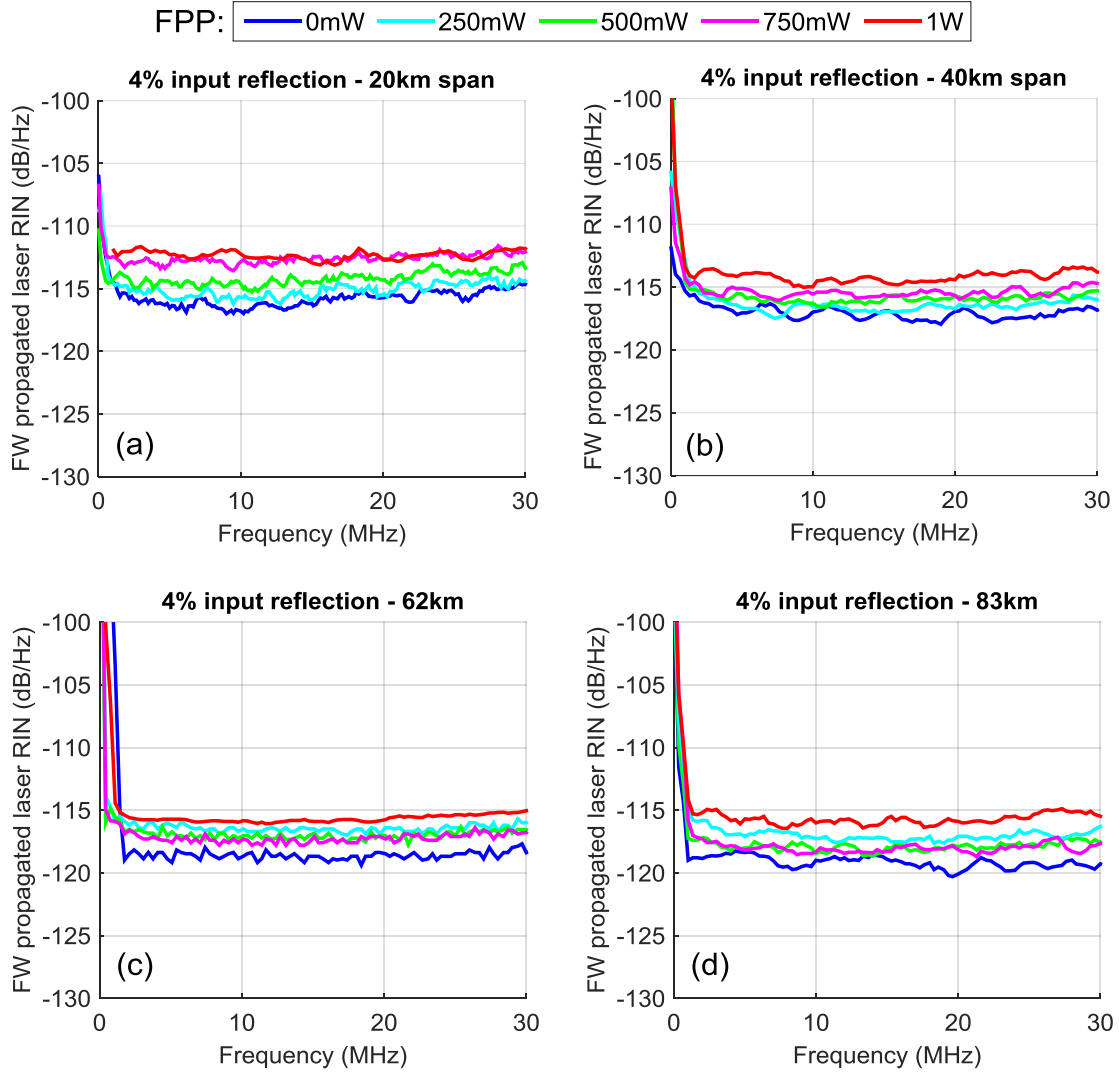 FPP: 0mW 250mW 500mW 750mW 1W
4% input reflection - 20km span
FW propagated laser RIN (dB/Hz)
-100
-105
-110
-115
-120
-125
-130
(a)
0 10 20 30
Frequency (MHz)
4% input reflection - 40km span
FW propagated laser RIN (dB/Hz)
-100
-105
-110
-115
-120
-125
-130
(b)
0 10 20 30
Frequency (MHz)
4% input reflection - 62km
FW propagated laser RIN (dB/Hz)
-100
-105
-110
-115
-120
-125
-130
(c)
0 10 20 30
Frequency (MHz)
4% input reflection - 83km
FW propagated laser RIN (dB/Hz)
-100
-105
-110
-115
-120
-125
-130
(d)
0 10 20 30
Frequency (MHz)